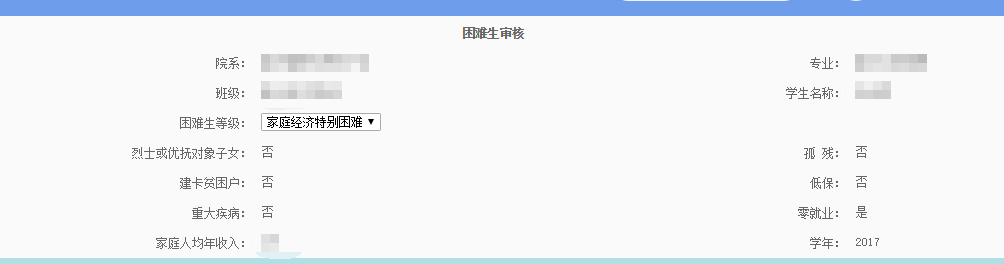 困难生审核
院系： 专业：
班级： 学生名称：
困难生等级： 家庭经济特别困难
烈士或优抚对象子女： 否 孤 残： 否
建卡贫困户： 否 低保： 否
重大疾病： 否 零就业： 是
家庭人均年收入： 学年： 2017